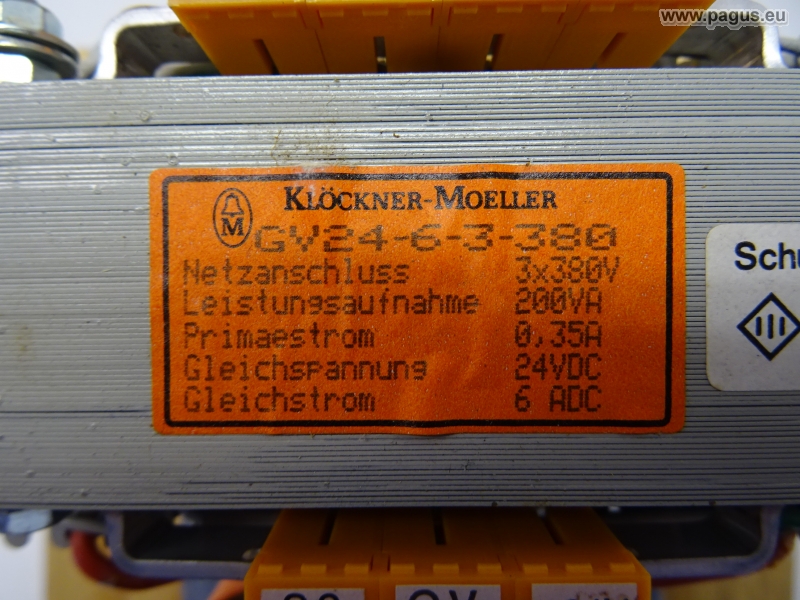 www.pagus.eu
KLÖCKNER-MOELLER
M
GV24-6-3-380
Netzanschluss 3x380V
Leistungsaufnahme 200VA
Primaestrom 0,35A
Gleichspannung 24VDC
Gleichstrom 6 ADC